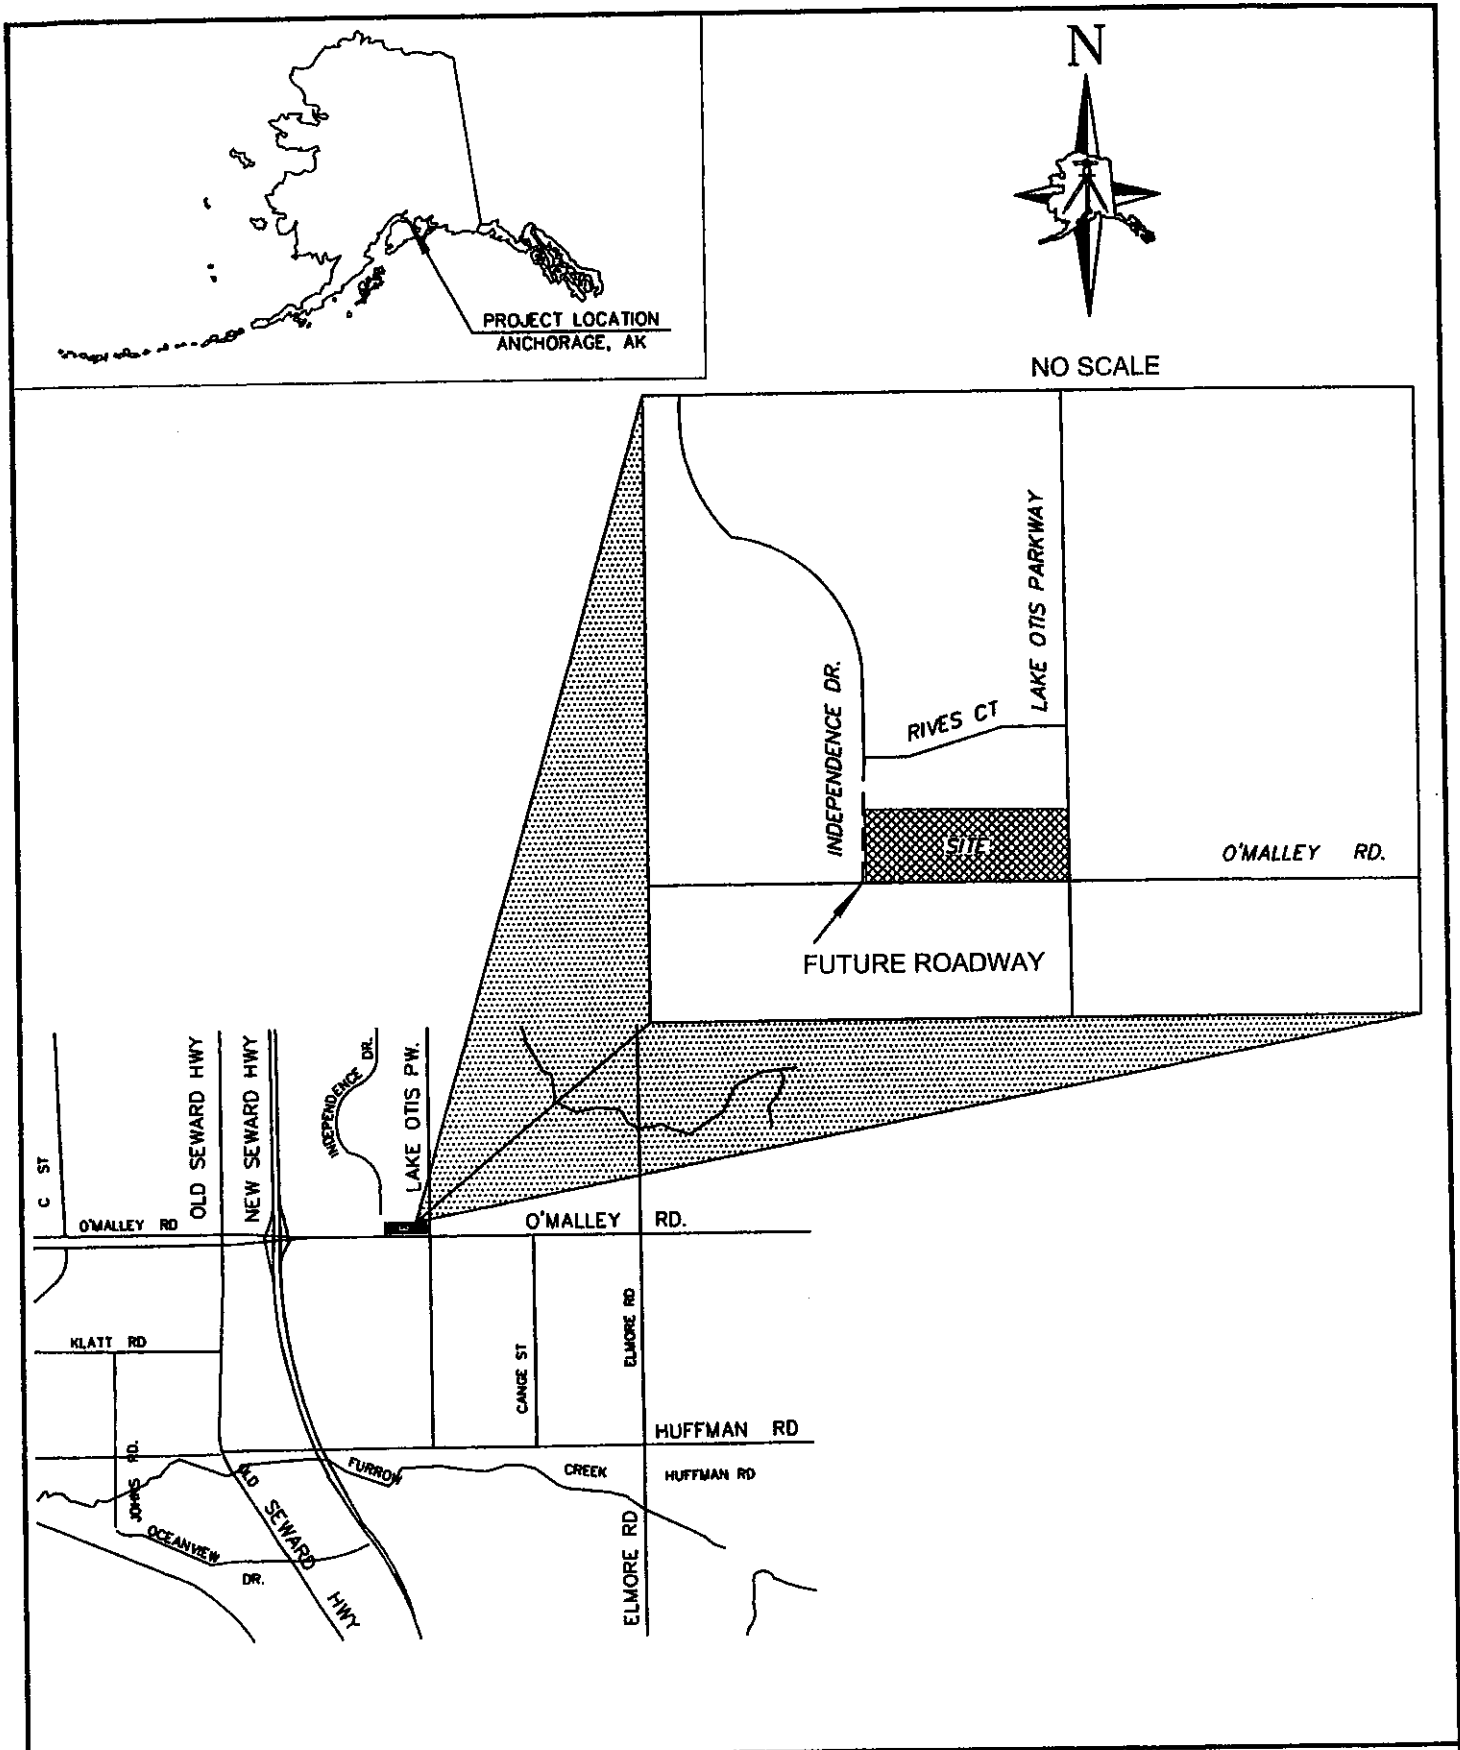 N
PROJECT LOCATION
ANCHORAGE, AK
NO SCALE
LAKE OTIS PARKWAY
INDEPENDENCE DR.
RIVES CT
SITE
O'MALLEY RD.
FUTURE ROADWAY
C ST
OLD SEWARD HWY
NEW SEWARD HWY
INDEPENDENCE DR.
LAKE OTIS PW.
O'MALLEY RD
O'MALLEY RD.
KLATT RD
CANGE ST
ELMORE RD
HUFFMAN RD
JOHNS RD.
OLD SEWARD HWY
FURROW CREEK
HUFFMAN RD
OCEANVIEW DR.
ELMORE RD